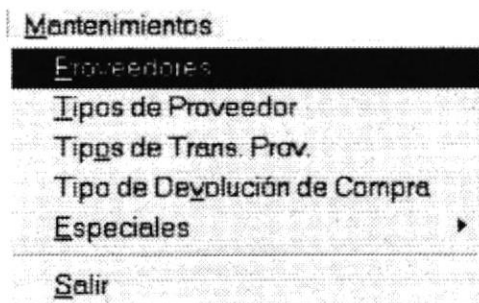 Mantenimientos
Proveedores
Tipos de Proveedor
Tipos de Trans. Prov.
Tipo de Devolución de Compra
Especiales
Salir